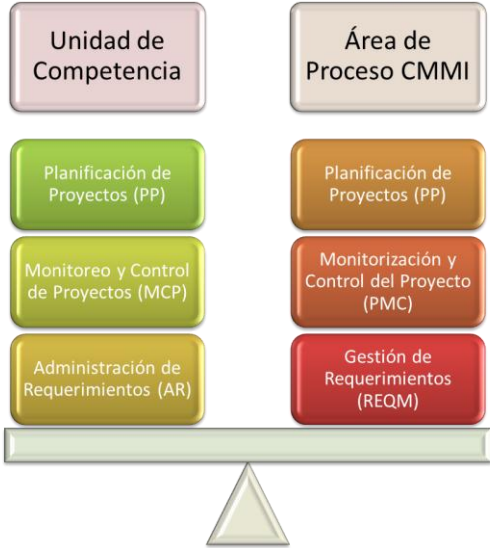 Unidad de
Competencia
Área de
Proceso CMMI
Planificación de
Proyectos (PP)
Planificación de
Proyectos (PP)
Monitoreo y Control
de Proyectos (MCP)
Monitorización y
Control del Proyecto
(PMC)
Administración de
Requerimientos (AR)
Gestión de
Requerimientos
(REQM)